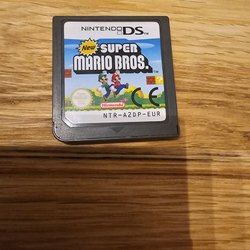 NINTENDO DS
New
SUPER
MARIO BROS.
Nintendo
CE
NTR-A2DP-EUR